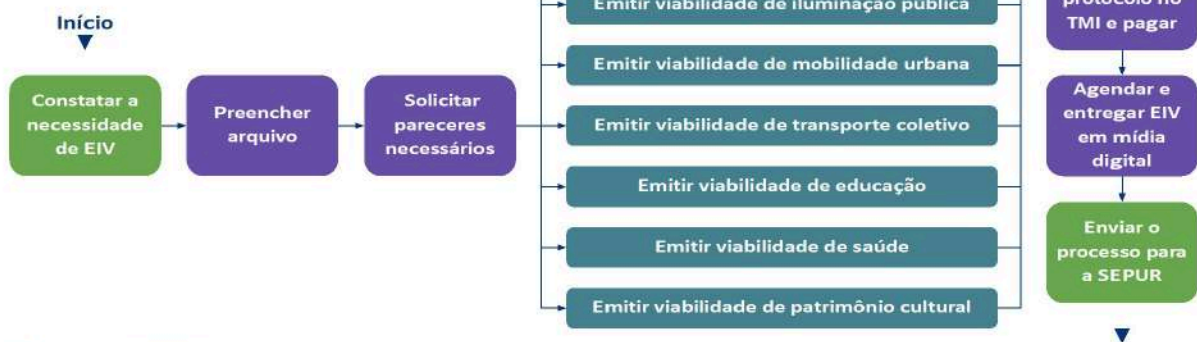 Início
Constatar a
necessidade
de EIV
Preencher
arquivo
Solicitar
pareceres
necessários
Emitir viabilidade de iluminação pública
Emitir viabilidade de mobilidade urbana
Emitir viabilidade de transporte coletivo
Emitir viabilidade de educação
Emitir viabilidade de saúde
Emitir viabilidade de patrimônio cultural
protocolo no
TMI e pagar
Agendar e
entregar EIV
em mídia
digital
Enviar o
processo para
a SEPUR